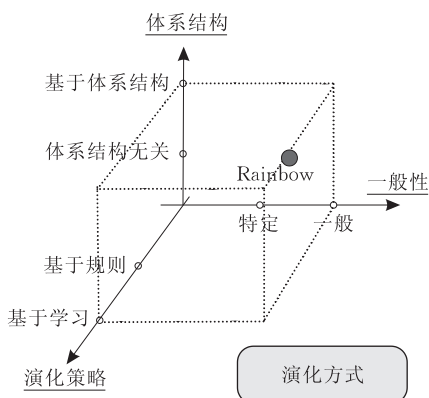 体系结构
基于体系结构
体系结构无关
Rainbow
一般性
特定
一般
基于规则
基于学习
演化策略
演化方式